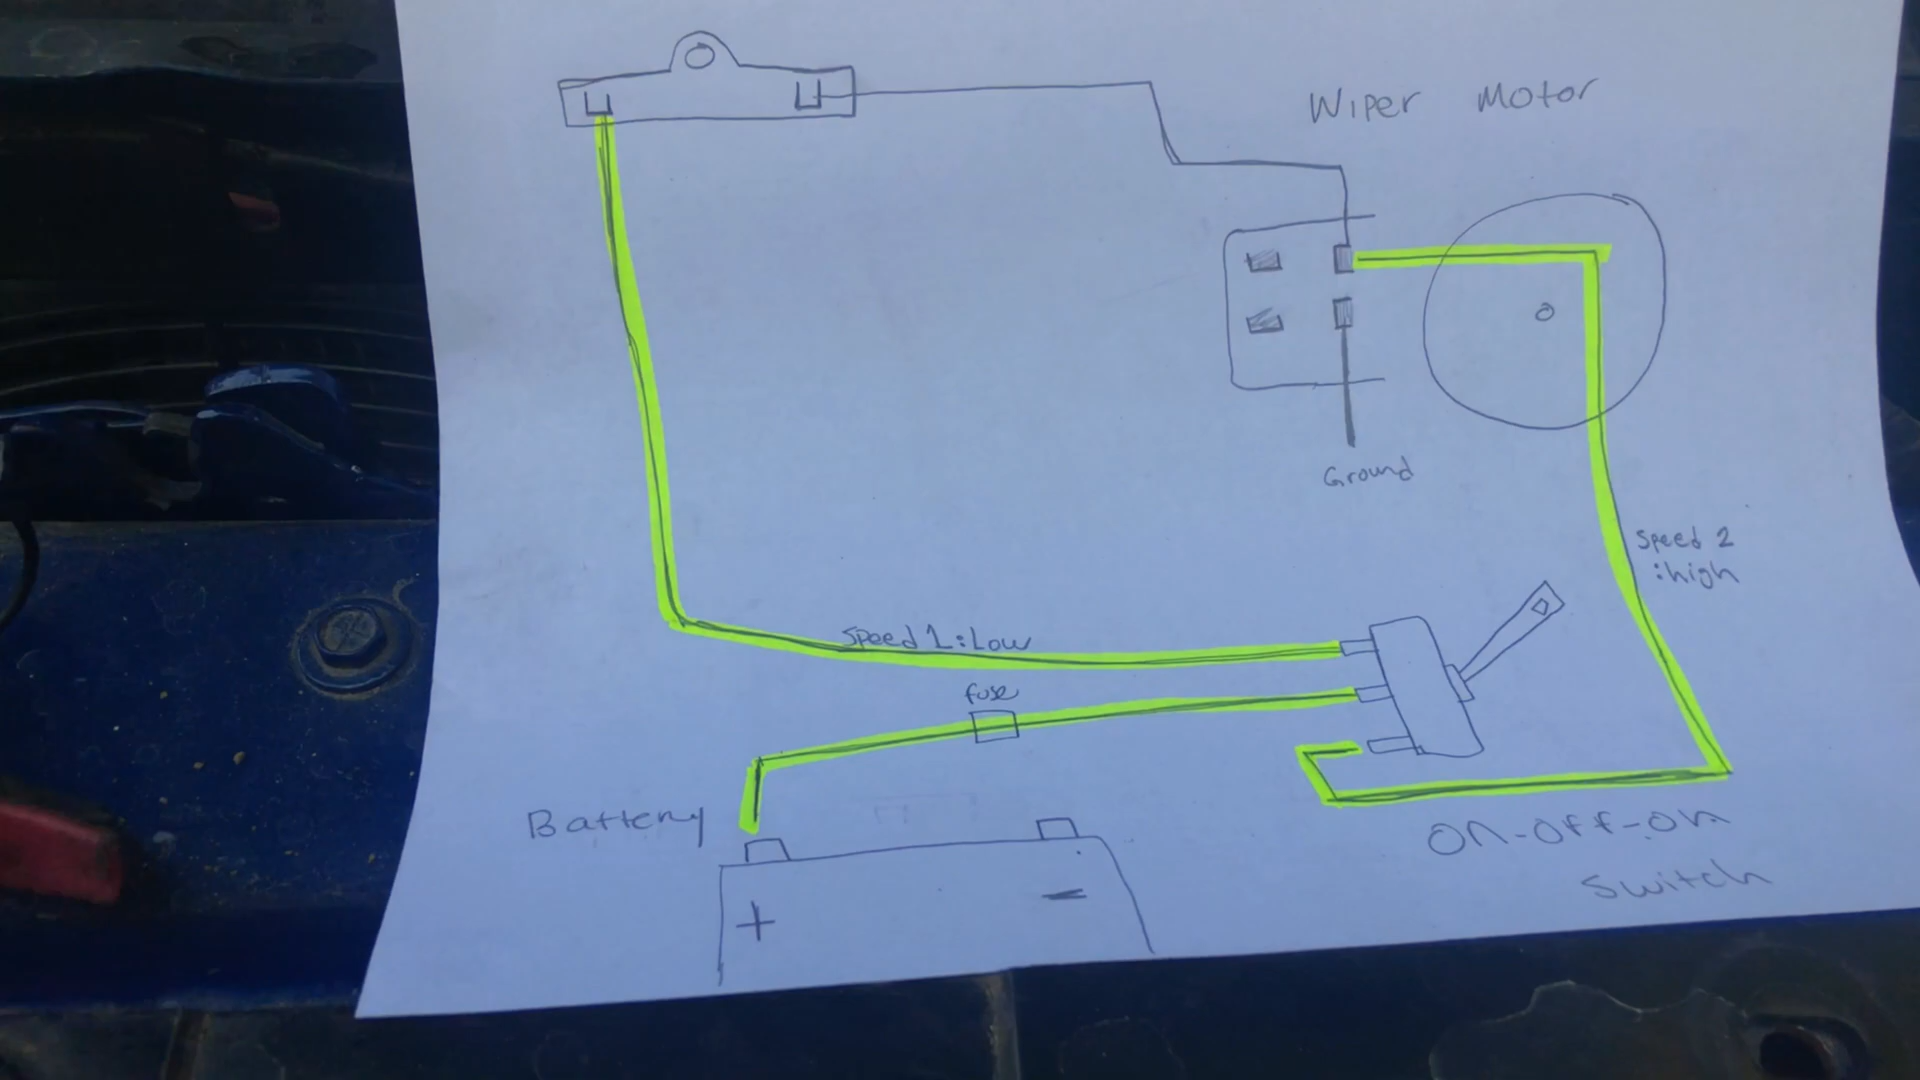 Wiper Motor
Ground
Speed 2
:high
Speed 1:Low
fuse
Battery
+ -
On-Off-On
Switch